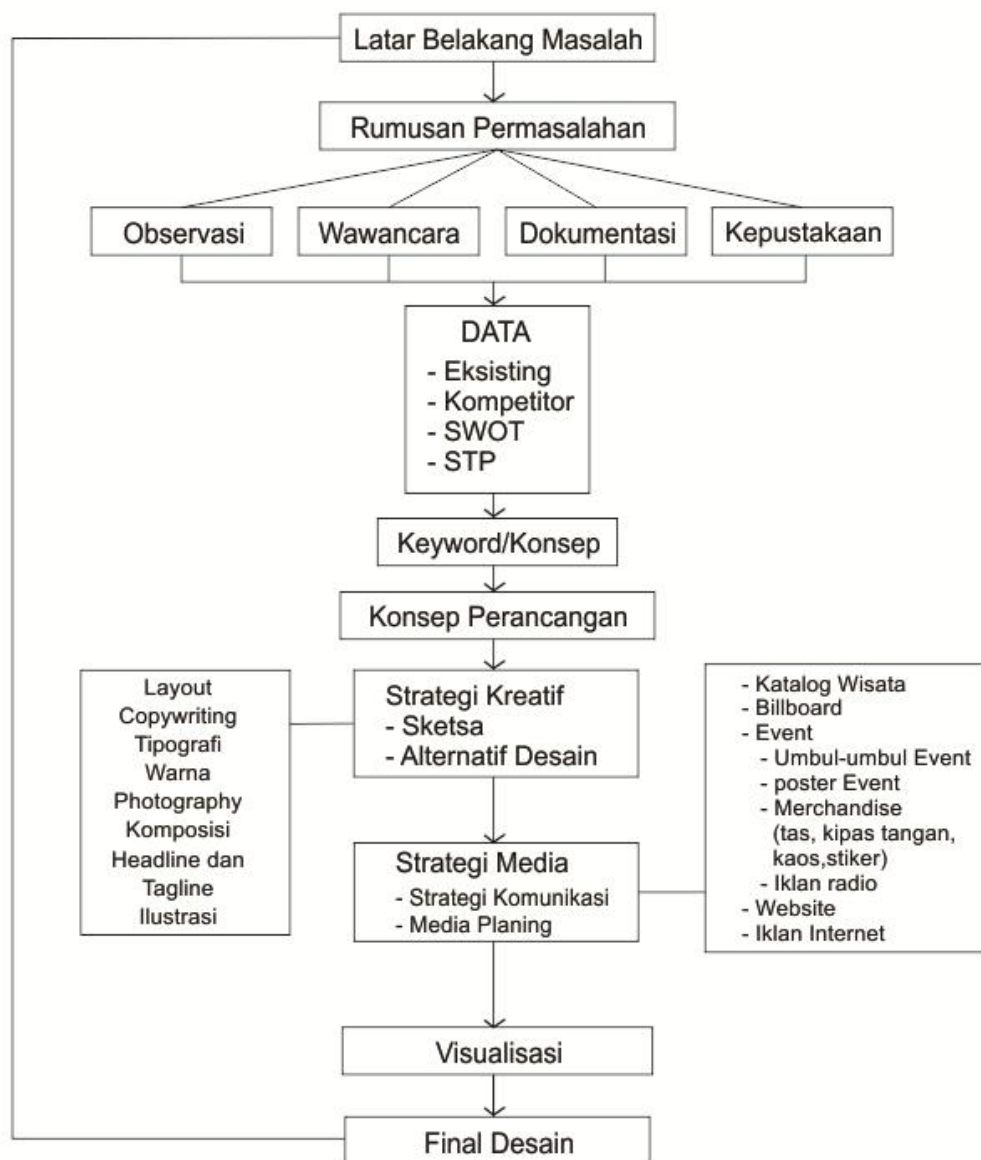 Latar Belakang Masalah
Rumusan Permasalahan
Observasi
Wawancara
Dokumentasi
Kepustakaan
DATA
- Eksisting
- Kompetitor
- SWOT
- STP
Keyword/Konsep
Konsep Perancangan
Strategi Kreatif
- Sketsa
- Alternatif Desain
Layout
Copywriting
Tipografi
Warna
Photography
Komposisi
Headline dan
Tagline
Ilustrasi
Strategi Media
- Strategi Komunikasi
- Media Planing
- Katalog Wisata
- Billboard
- Event
- Umbul-umbul Event
- poster Event
- Merchandise
(tas, kipas tangan,
kaos,stiker)
- Iklan radio
- Website
- Iklan Internet
Visualisasi
Final Desain